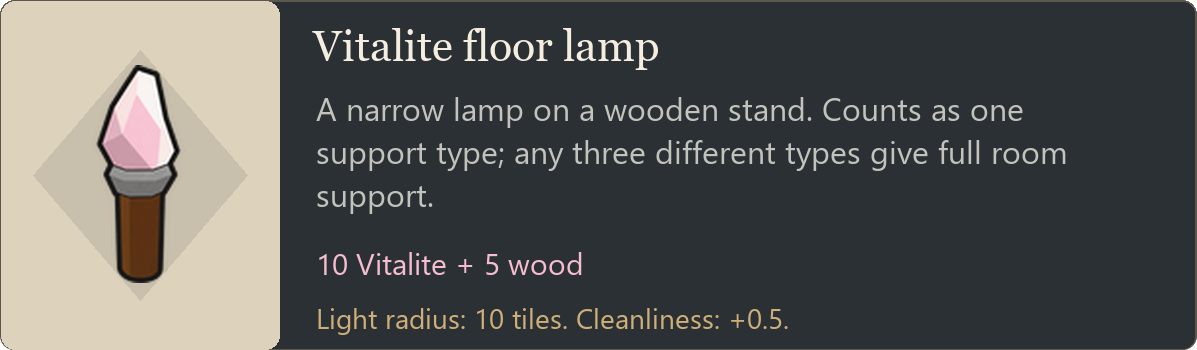 Vitalite floor lamp
A narrow lamp on a wooden stand. Counts as one
support type; any three different types give full room
support.
10 Vitalite + 5 wood
Light radius: 10 tiles. Cleanliness: +0.5.